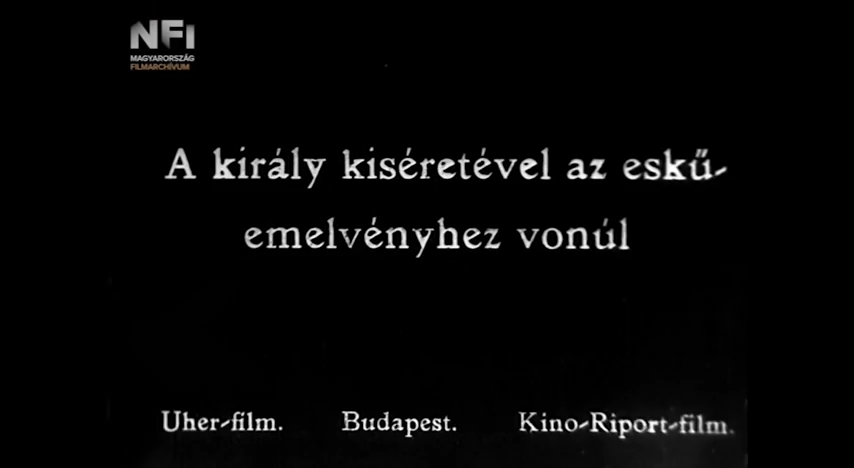 NFI
MAGYARORSZÁG
FILMARCHÍVUM
A király kiséretével az eskű-
emelvényhez vonúl
Uher-film. Budapest. Kino-Riport-film.